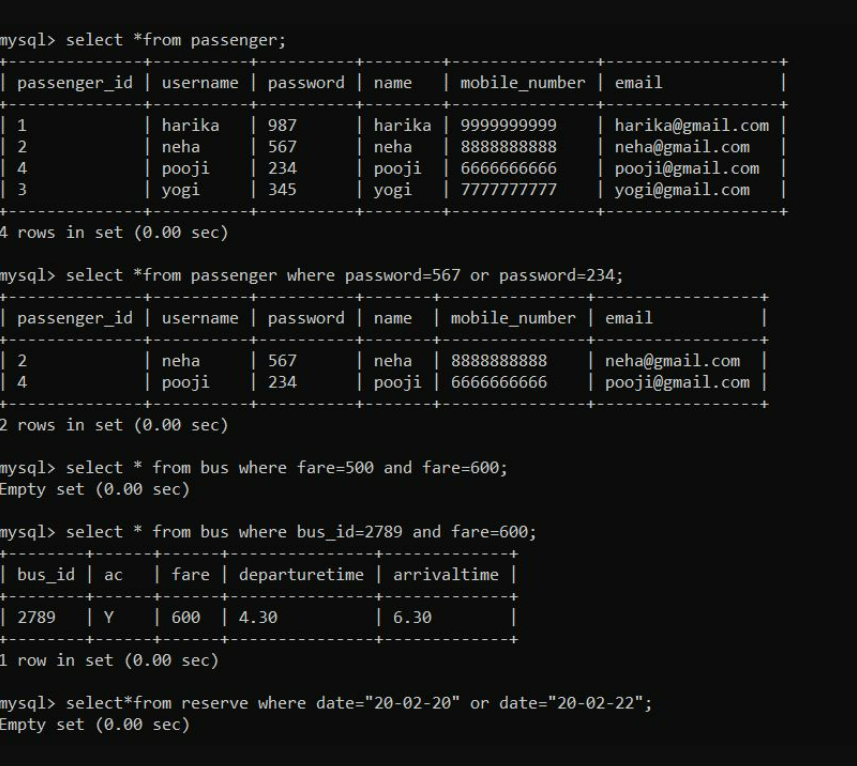 mysql> select *from passenger;
+--------------+----------+----------+--------+---------------+------------------+
| passenger_id | username | password | name   | mobile_number | email            |
+--------------+----------+----------+--------+---------------+------------------+
| 1            | harika   | 987      | harika | 9999999999    | harika@gmail.com |
| 2            | neha     | 567      | neha   | 8888888888    | neha@gmail.com   |
| 4            | pooji    | 234      | pooji  | 6666666666    | pooji@gmail.com  |
| 3            | yogi     | 345      | yogi   | 7777777777    | yogi@gmail.com   |
+--------------+----------+----------+--------+---------------+------------------+
4 rows in set (0.00 sec)
mysql> select *from passenger where password=567 or password=234;
+--------------+----------+----------+-------+---------------+-----------------+
| passenger_id | username | password | name  | mobile_number | email           |
+--------------+----------+----------+-------+---------------+-----------------+
| 2            | neha     | 567      | neha  | 8888888888    | neha@gmail.com  |
| 4            | pooji    | 234      | pooji | 6666666666    | pooji@gmail.com |
+--------------+----------+----------+-------+---------------+-----------------+
2 rows in set (0.00 sec)
mysql> select * from bus where fare=500 and fare=600;
Empty set (0.00 sec)
mysql> select * from bus where bus_id=2789 and fare=600;
+--------+------+------+---------------+-------------+
| bus_id | ac   | fare | departuretime | arrivaltime |
+--------+------+------+---------------+-------------+
| 2789   | Y    | 600  | 4.30          | 6.30        |
+--------+------+------+---------------+-------------+
1 row in set (0.00 sec)
mysql> select*from reserve where date="20-02-20" or date="20-02-22";
Empty set (0.00 sec)